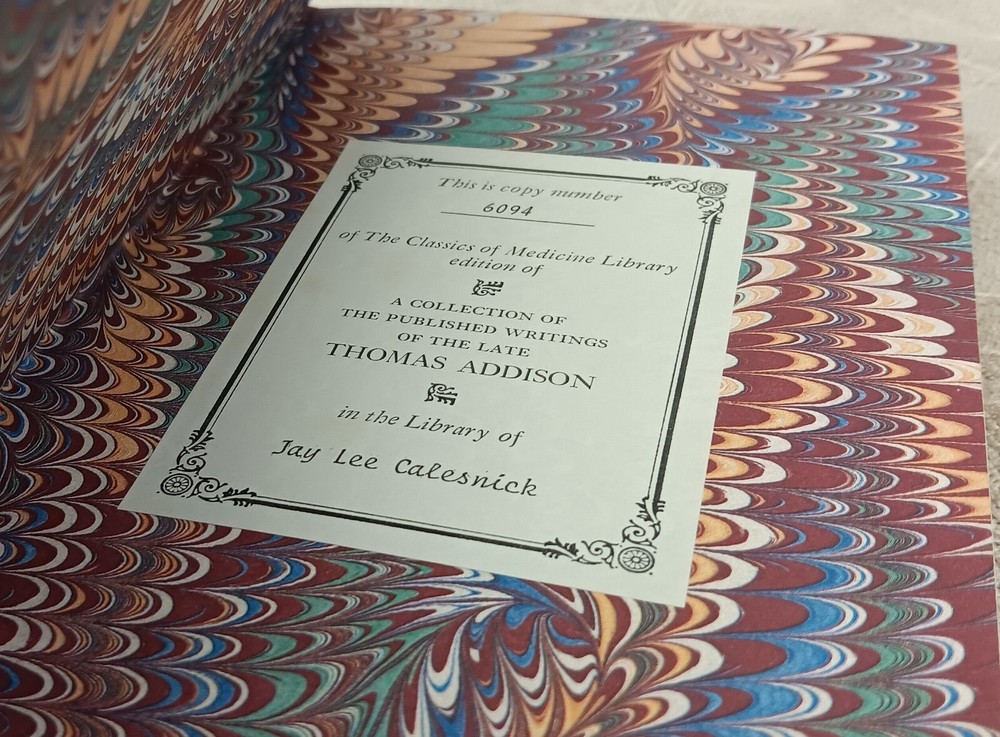 This is copy number
6094
of The Classics of Medicine Library
edition of
A COLLECTION OF
THE PUBLISHED WRITINGS
OF THE LATE
THOMAS ADDISON
in the Library of
Jay Lee Calesnick